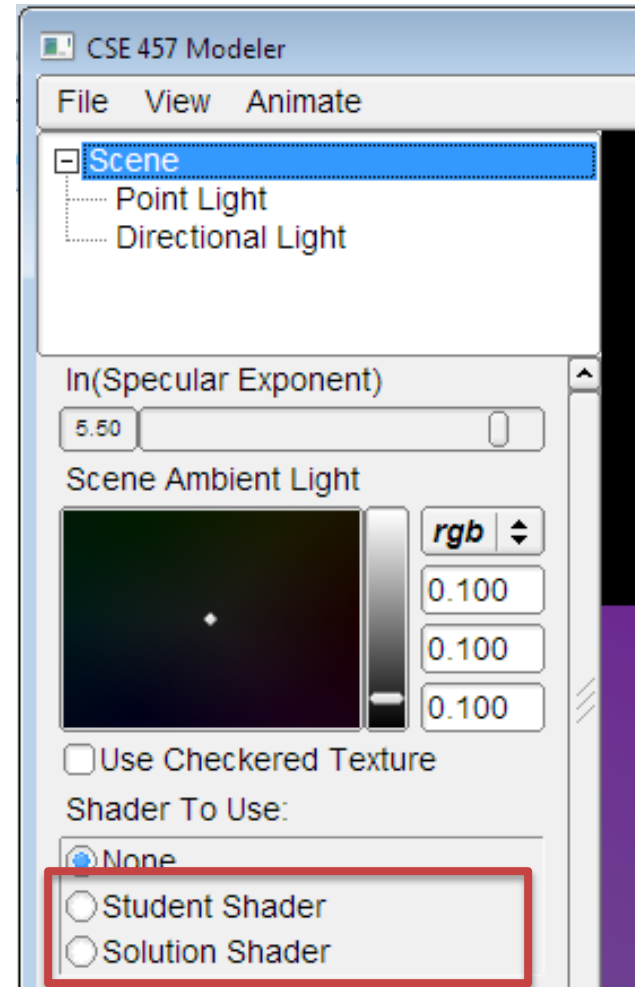 CSE 457 Modeler
File View Animate
Scene
Point Light
Directional Light
ln(Specular Exponent)
5.50
Scene Ambient Light
rgb
0.100
0.100
0.100
Use Checkered Texture
Shader To Use:
None
Student Shader
Solution Shader